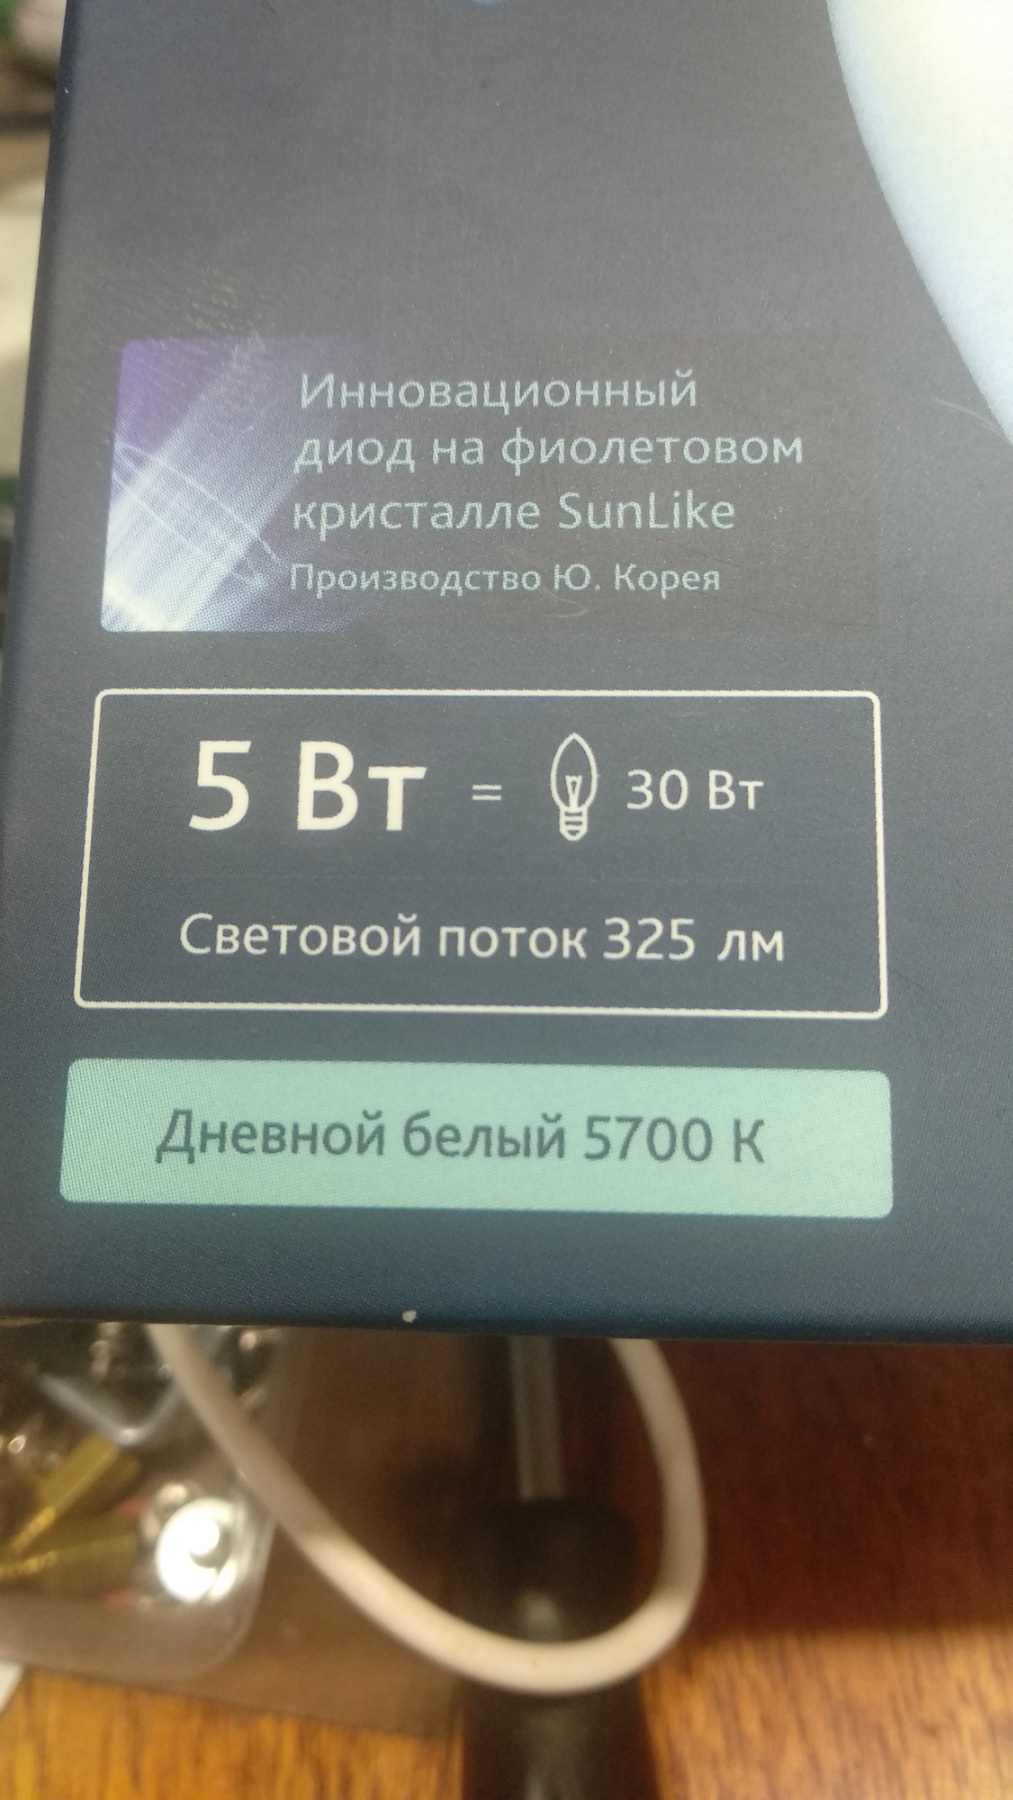 Инновационный
диод на фиолетовом
кристалле SunLike
Производство Ю. Корея
5 Вт = 30 Вт
Световой поток 325 лм
Дневной белый 5700 К